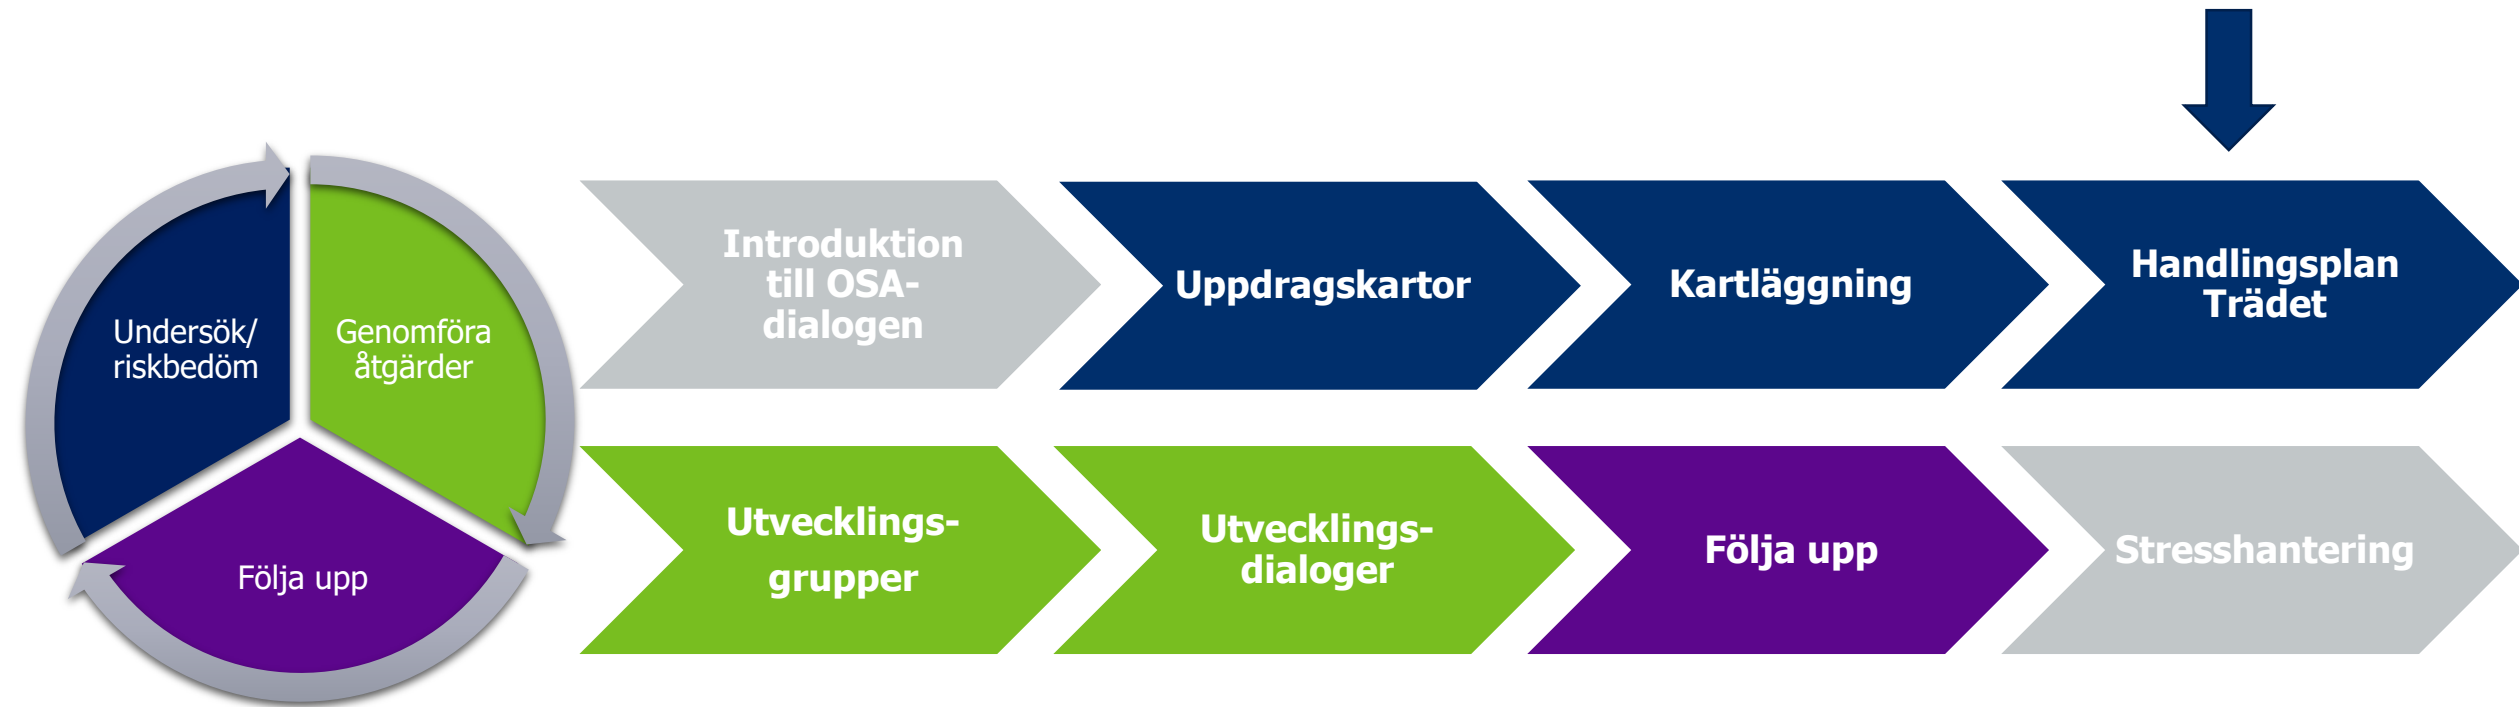 Undersök/
riskbedöm
Genomföra
åtgärder
Följa upp
Introduktion
till OSA-
dialogen
Uppdragskartor
Kartläggning
Handlingsplan
Trädet
Utvecklings-
grupper
Utvecklings-
dialoger
Följa upp
Stresshantering